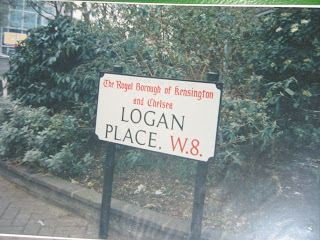 The Royal Borough of Kensington
and Chelsea
LOGAN
PLACE. W.8.